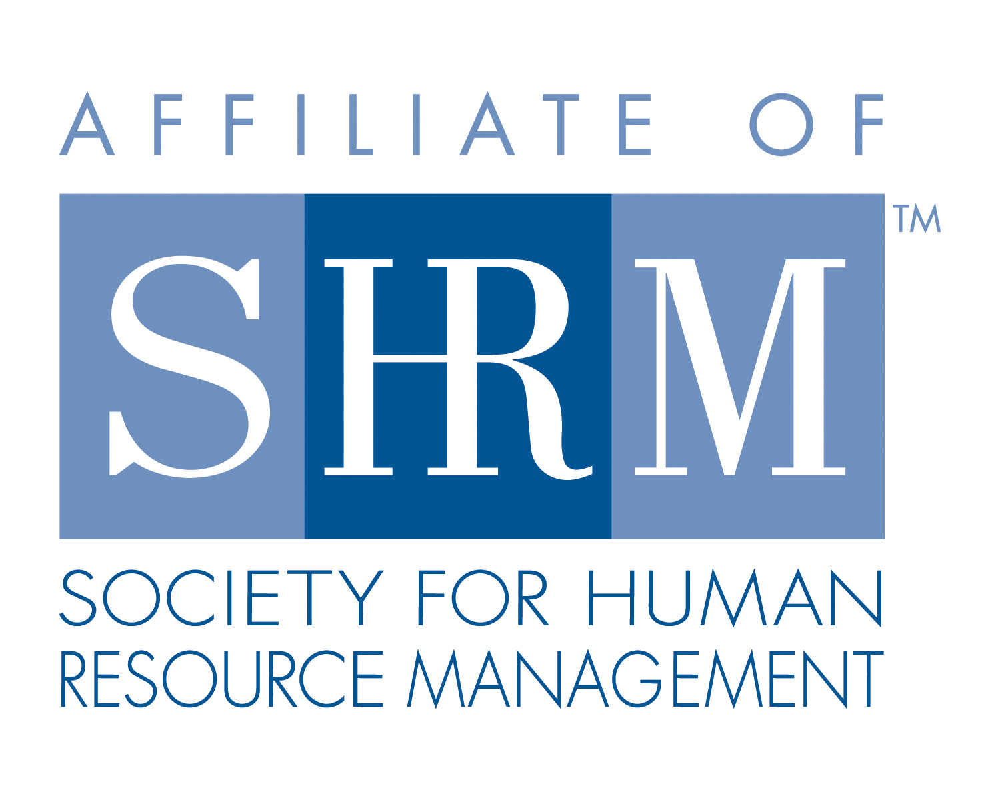 AFFILIATE OF
SHRM™
SOCIETY FOR HUMAN
RESOURCE MANAGEMENT